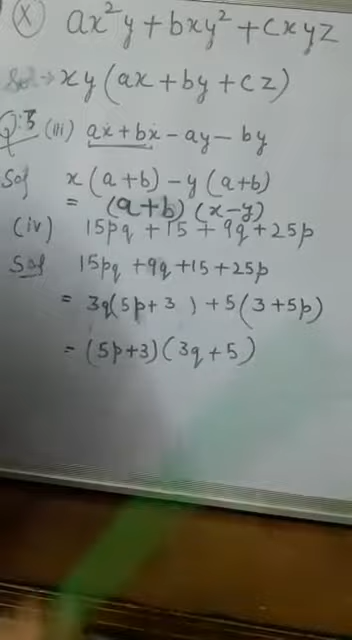 (x) ax²y + bxy² + cxyz
Sol → xy (ax + by + cz)
Q:3 (iii) ax + bx - ay - by
Sol x (a + b) - y (a + b)
= (a + b) (x - y)
(iv) 15pq + 15 + 9q + 25p
Sol 15pq + 9q + 15 + 25p
= 3q(5p + 3 ) + 5 (3 + 5p)
= (5p + 3) (3q + 5)